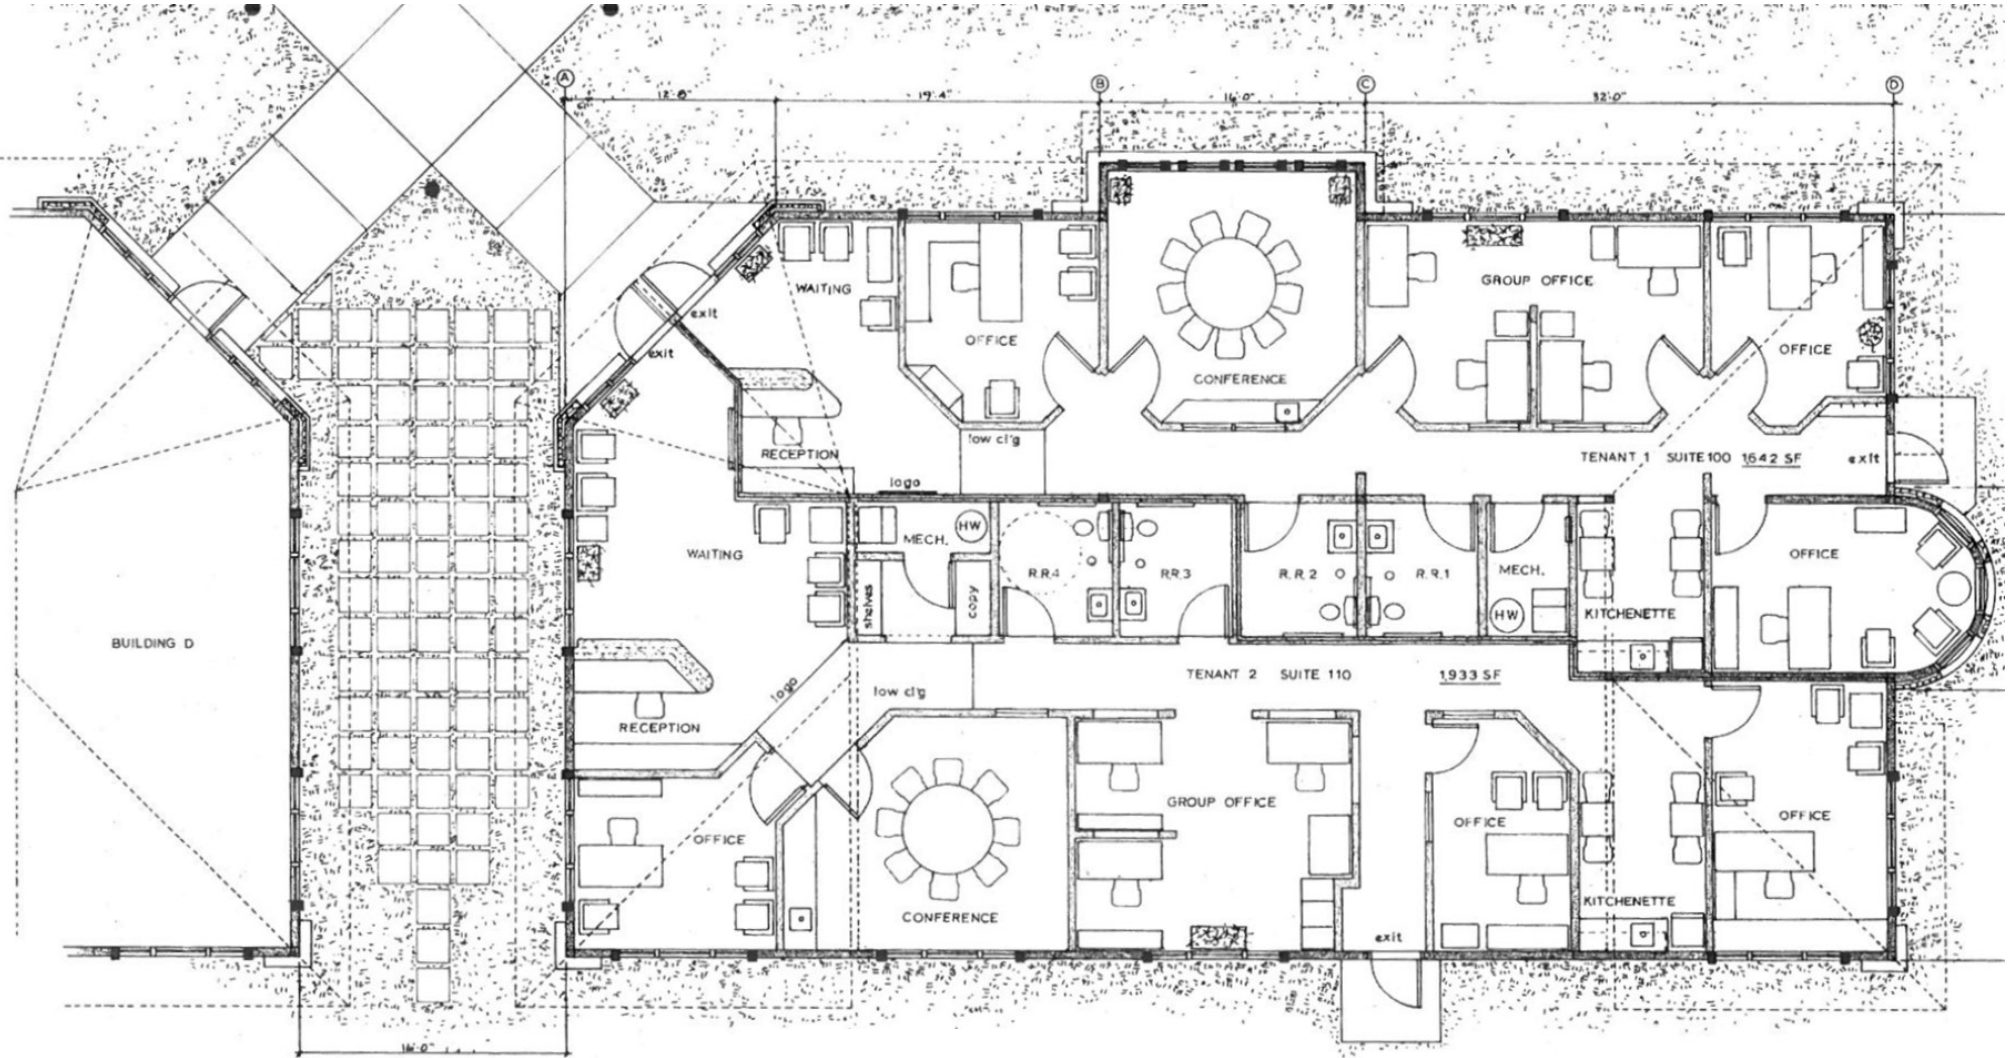 A
B
C
D
12'-8"
19'-4"
16'-0"
32'-0"
WAITING
exit
exit
OFFICE
CONFERENCE
GROUP OFFICE
OFFICE
RECEPTION
low cl'g
logo
TENANT 1 SUITE 100 1642 SF
exit
WAITING
MECH.
HW
R.R.4
R.R.3
R.R.2
R.R.1
MECH.
HW
shelves
copy
KITCHENETTE
OFFICE
BUILDING D
TENANT 2 SUITE 110 1,933 SF
logo
low cl'g
RECEPTION
OFFICE
CONFERENCE
GROUP OFFICE
OFFICE
KITCHENETTE
OFFICE
exit
16'-0"